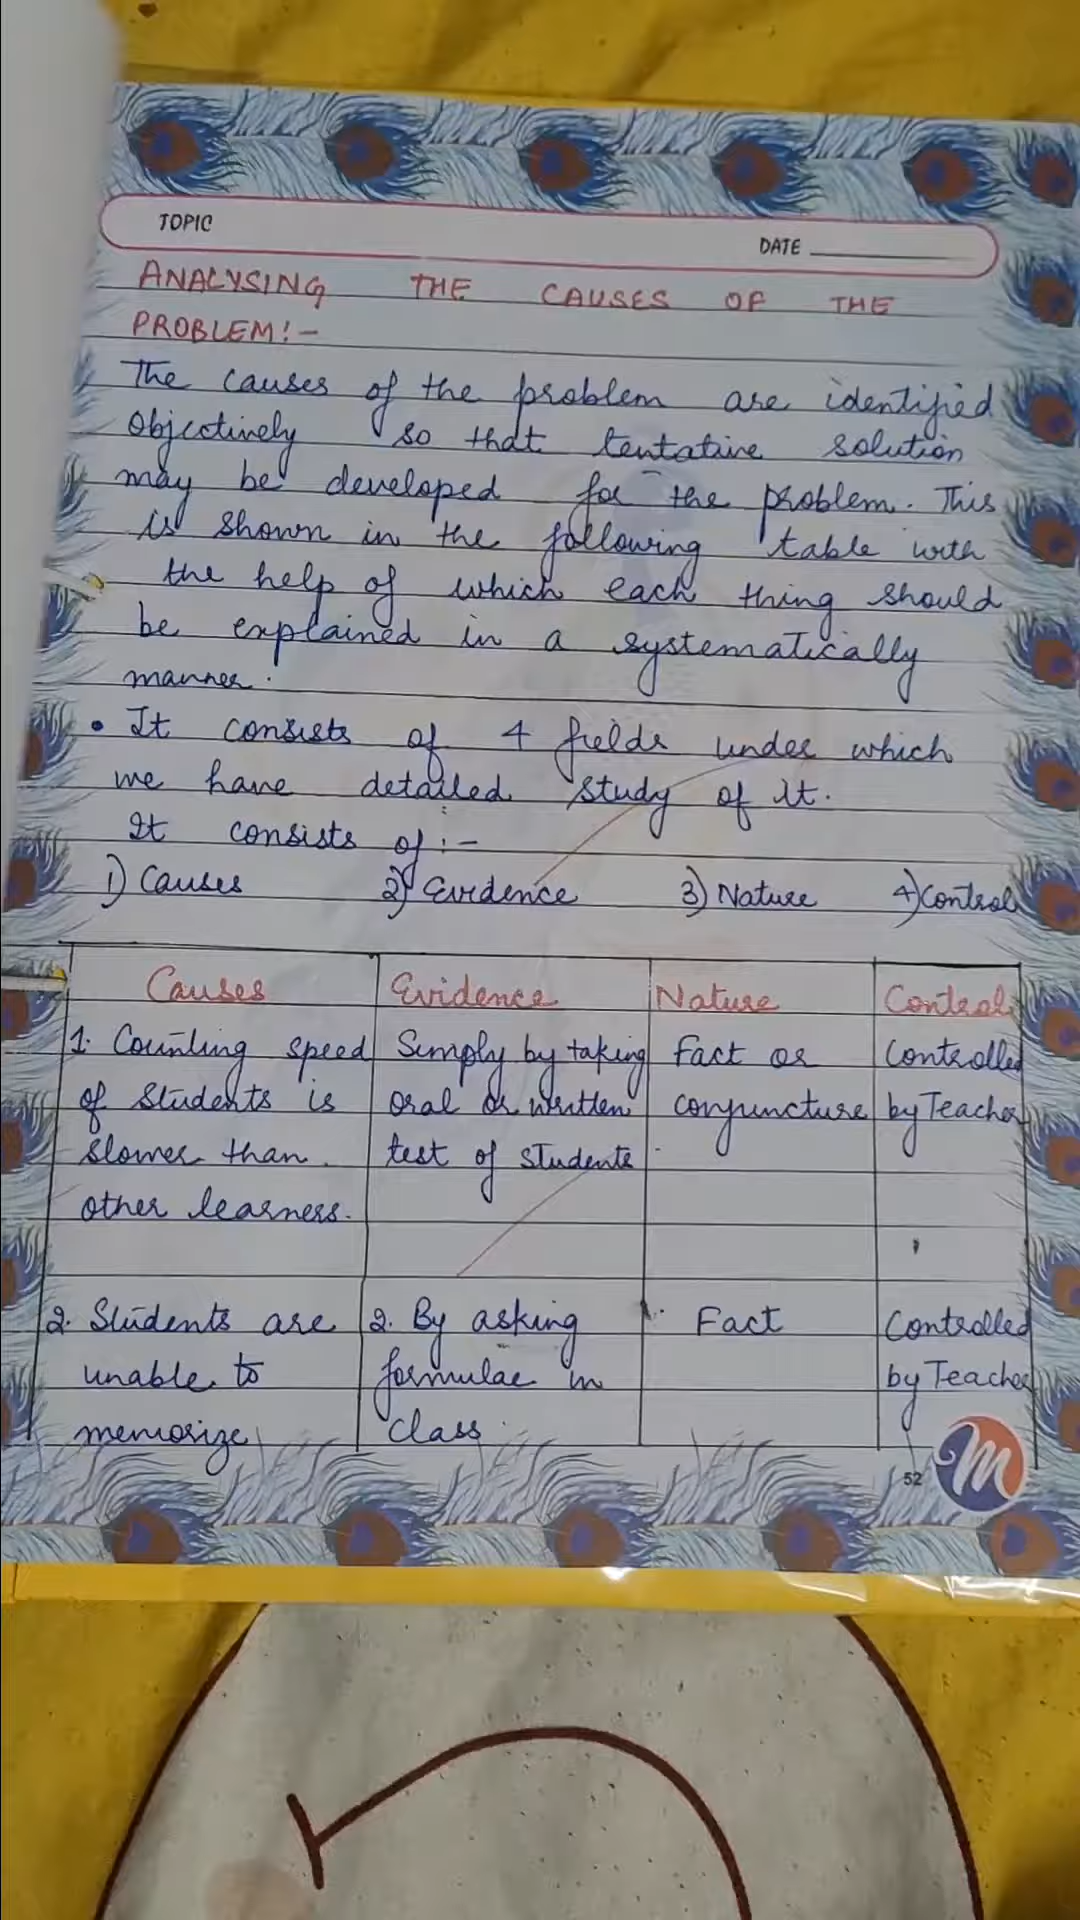 TOPIC
DATE
ANALYSING THE CAUSES OF THE
PROBLEM:-
The causes of the problem are identified
Objectively so that tentative solution
may be developed for the problem. This
is shown in the following table with
the help of which each thing should
be explained in a systematically
manner.
• It consists of 4 fields under which
we have detailed study of it.
It consists of :-
1) Causes 2) Evidence 3) Nature 4) Control
Causes Evidence Nature Control
1. Counting speed Simply by taking Fact or Controlled
of Students is oral or written conjuncture by Teacher
slower than test of students
other learness.
2. Students are 2. By asking Fact Controlled
unable to formulae in by Teacher
memorize class
52
M